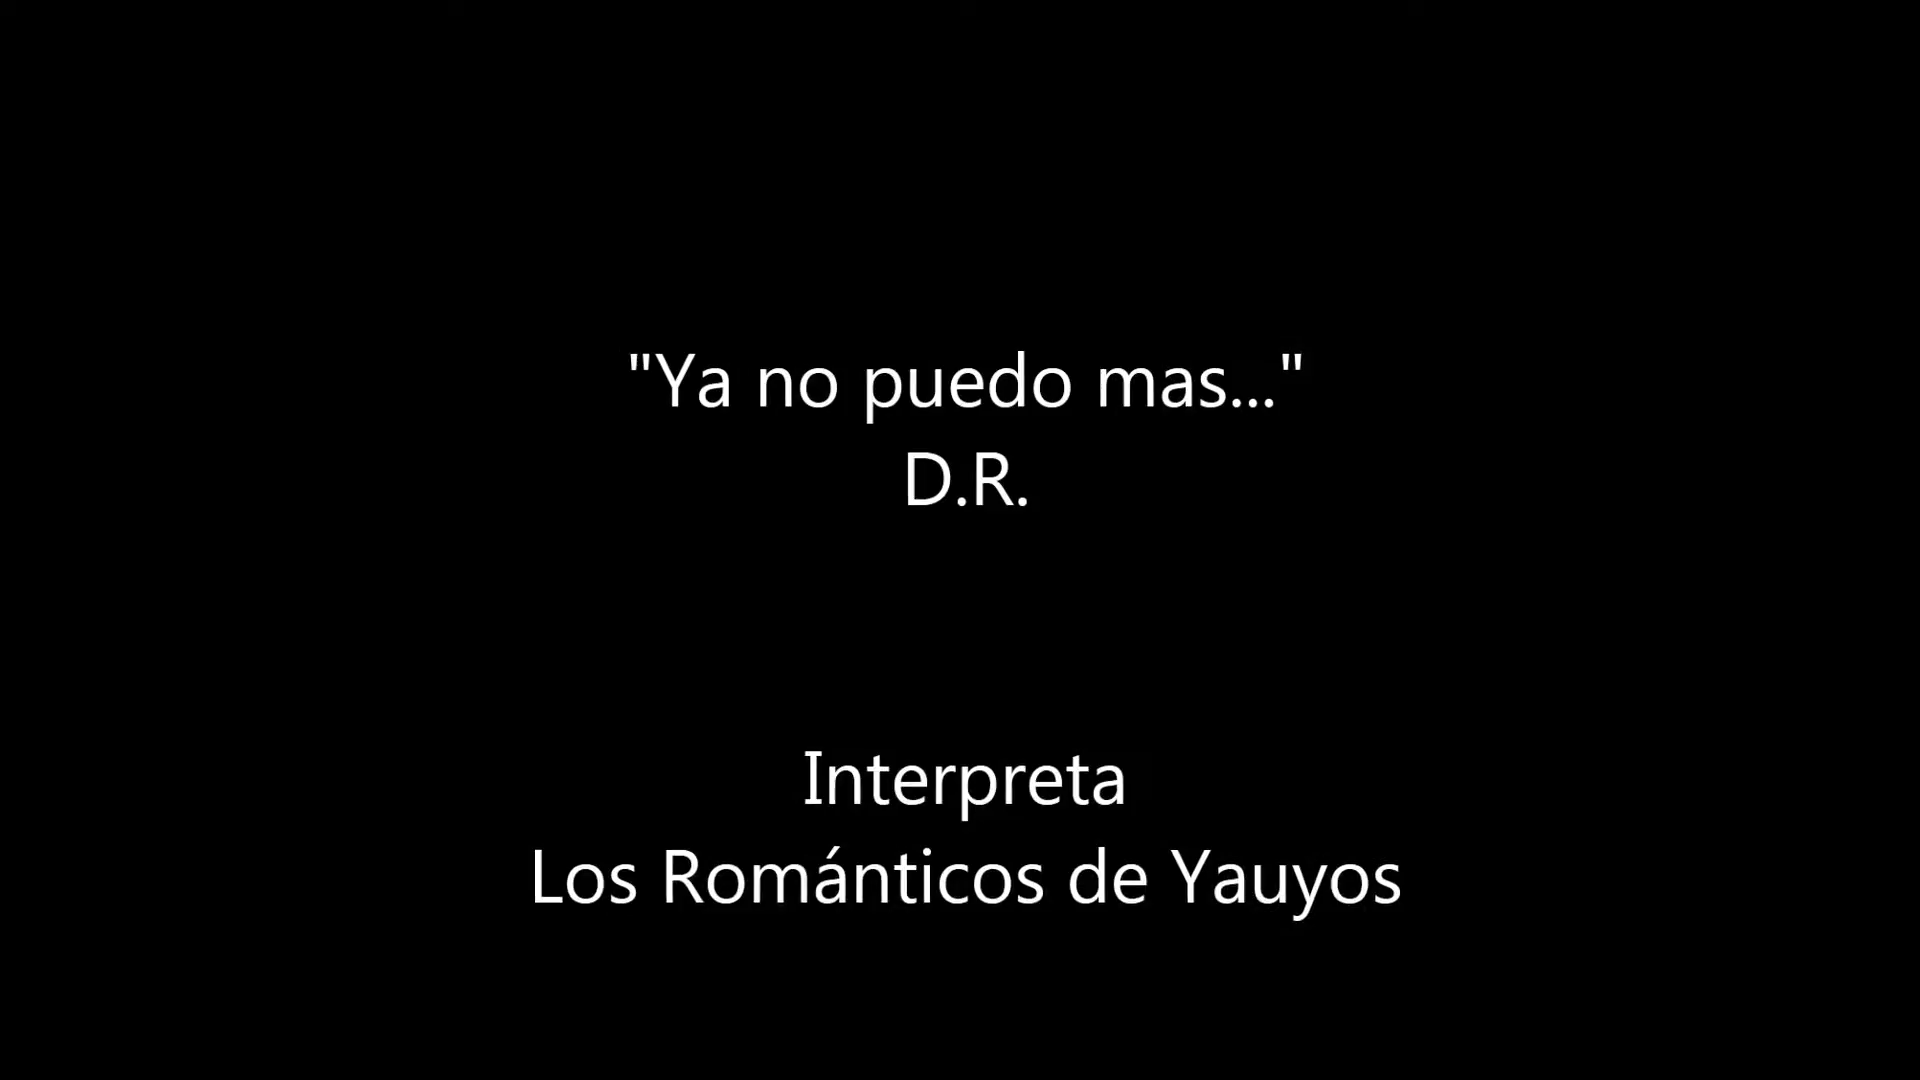 "Ya no puedo mas..."
D.R.
Interpreta
Los Románticos de Yauyos